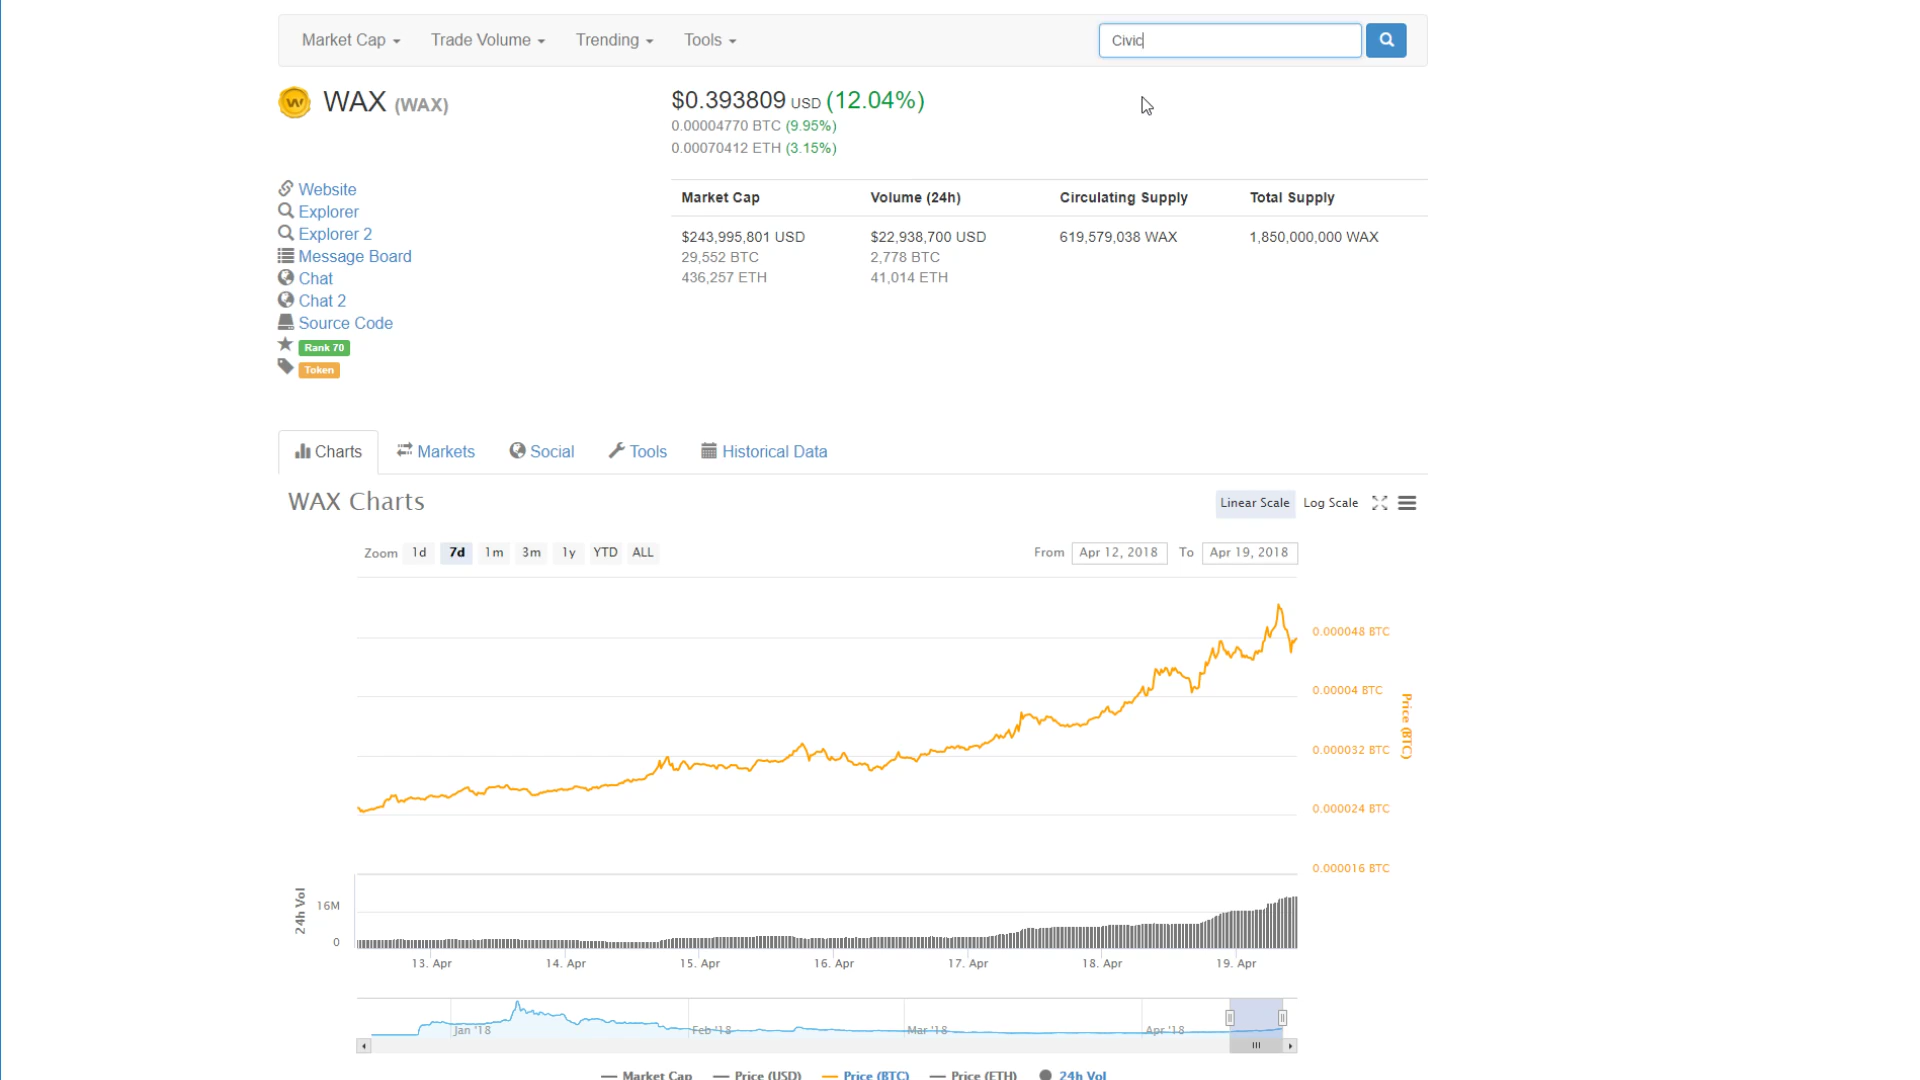 Market Cap Trade Volume Trending Tools Civic
WAX (WAX)
$0.393809 USD (12.04%)
0.00004770 BTC (9.95%)
0.00070412 ETH (3.15%)
Website
Explorer
Explorer 2
Message Board
Chat
Chat 2
Source Code
Rank 70
Token
Market Cap Volume (24h) Circulating Supply Total Supply
$243,995,801 USD $22,938,700 USD 619,579,038 WAX 1,850,000,000 WAX
29,552 BTC 2,778 BTC
436,257 ETH 41,014 ETH
Charts Markets Social Tools Historical Data
WAX Charts
Linear Scale Log Scale
Zoom 1d 7d 1m 3m 1y YTD ALL From Apr 12, 2018 To Apr 19, 2018
0.000048 BTC
0.00004 BTC
0.000032 BTC
0.000024 BTC
0.000016 BTC
Price (BTC)
24h Vol
16M
0
13. Apr 14. Apr 15. Apr 16. Apr 17. Apr 18. Apr 19. Apr
Jan '18 Feb '18 Mar '18 Apr '18
Market Cap Price (USD) Price (BTC) Price (ETH) 24h Vol